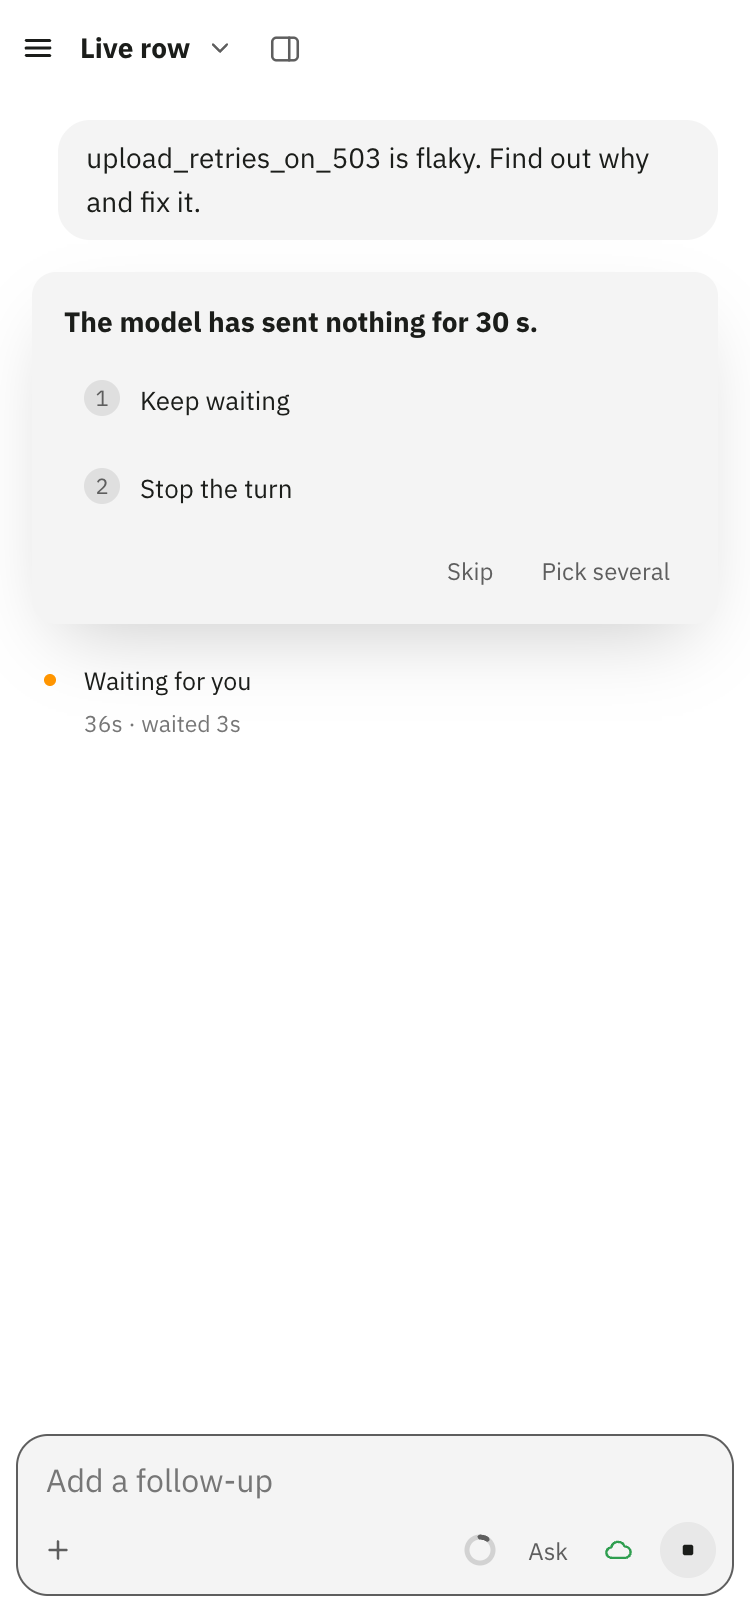 Live row
upload_retries_on_503 is flaky. Find out why
and fix it.
The model has sent nothing for 30 s.
1 Keep waiting
2 Stop the turn
Skip Pick several
Waiting for you
36s · waited 3s
Add a follow-up
Ask